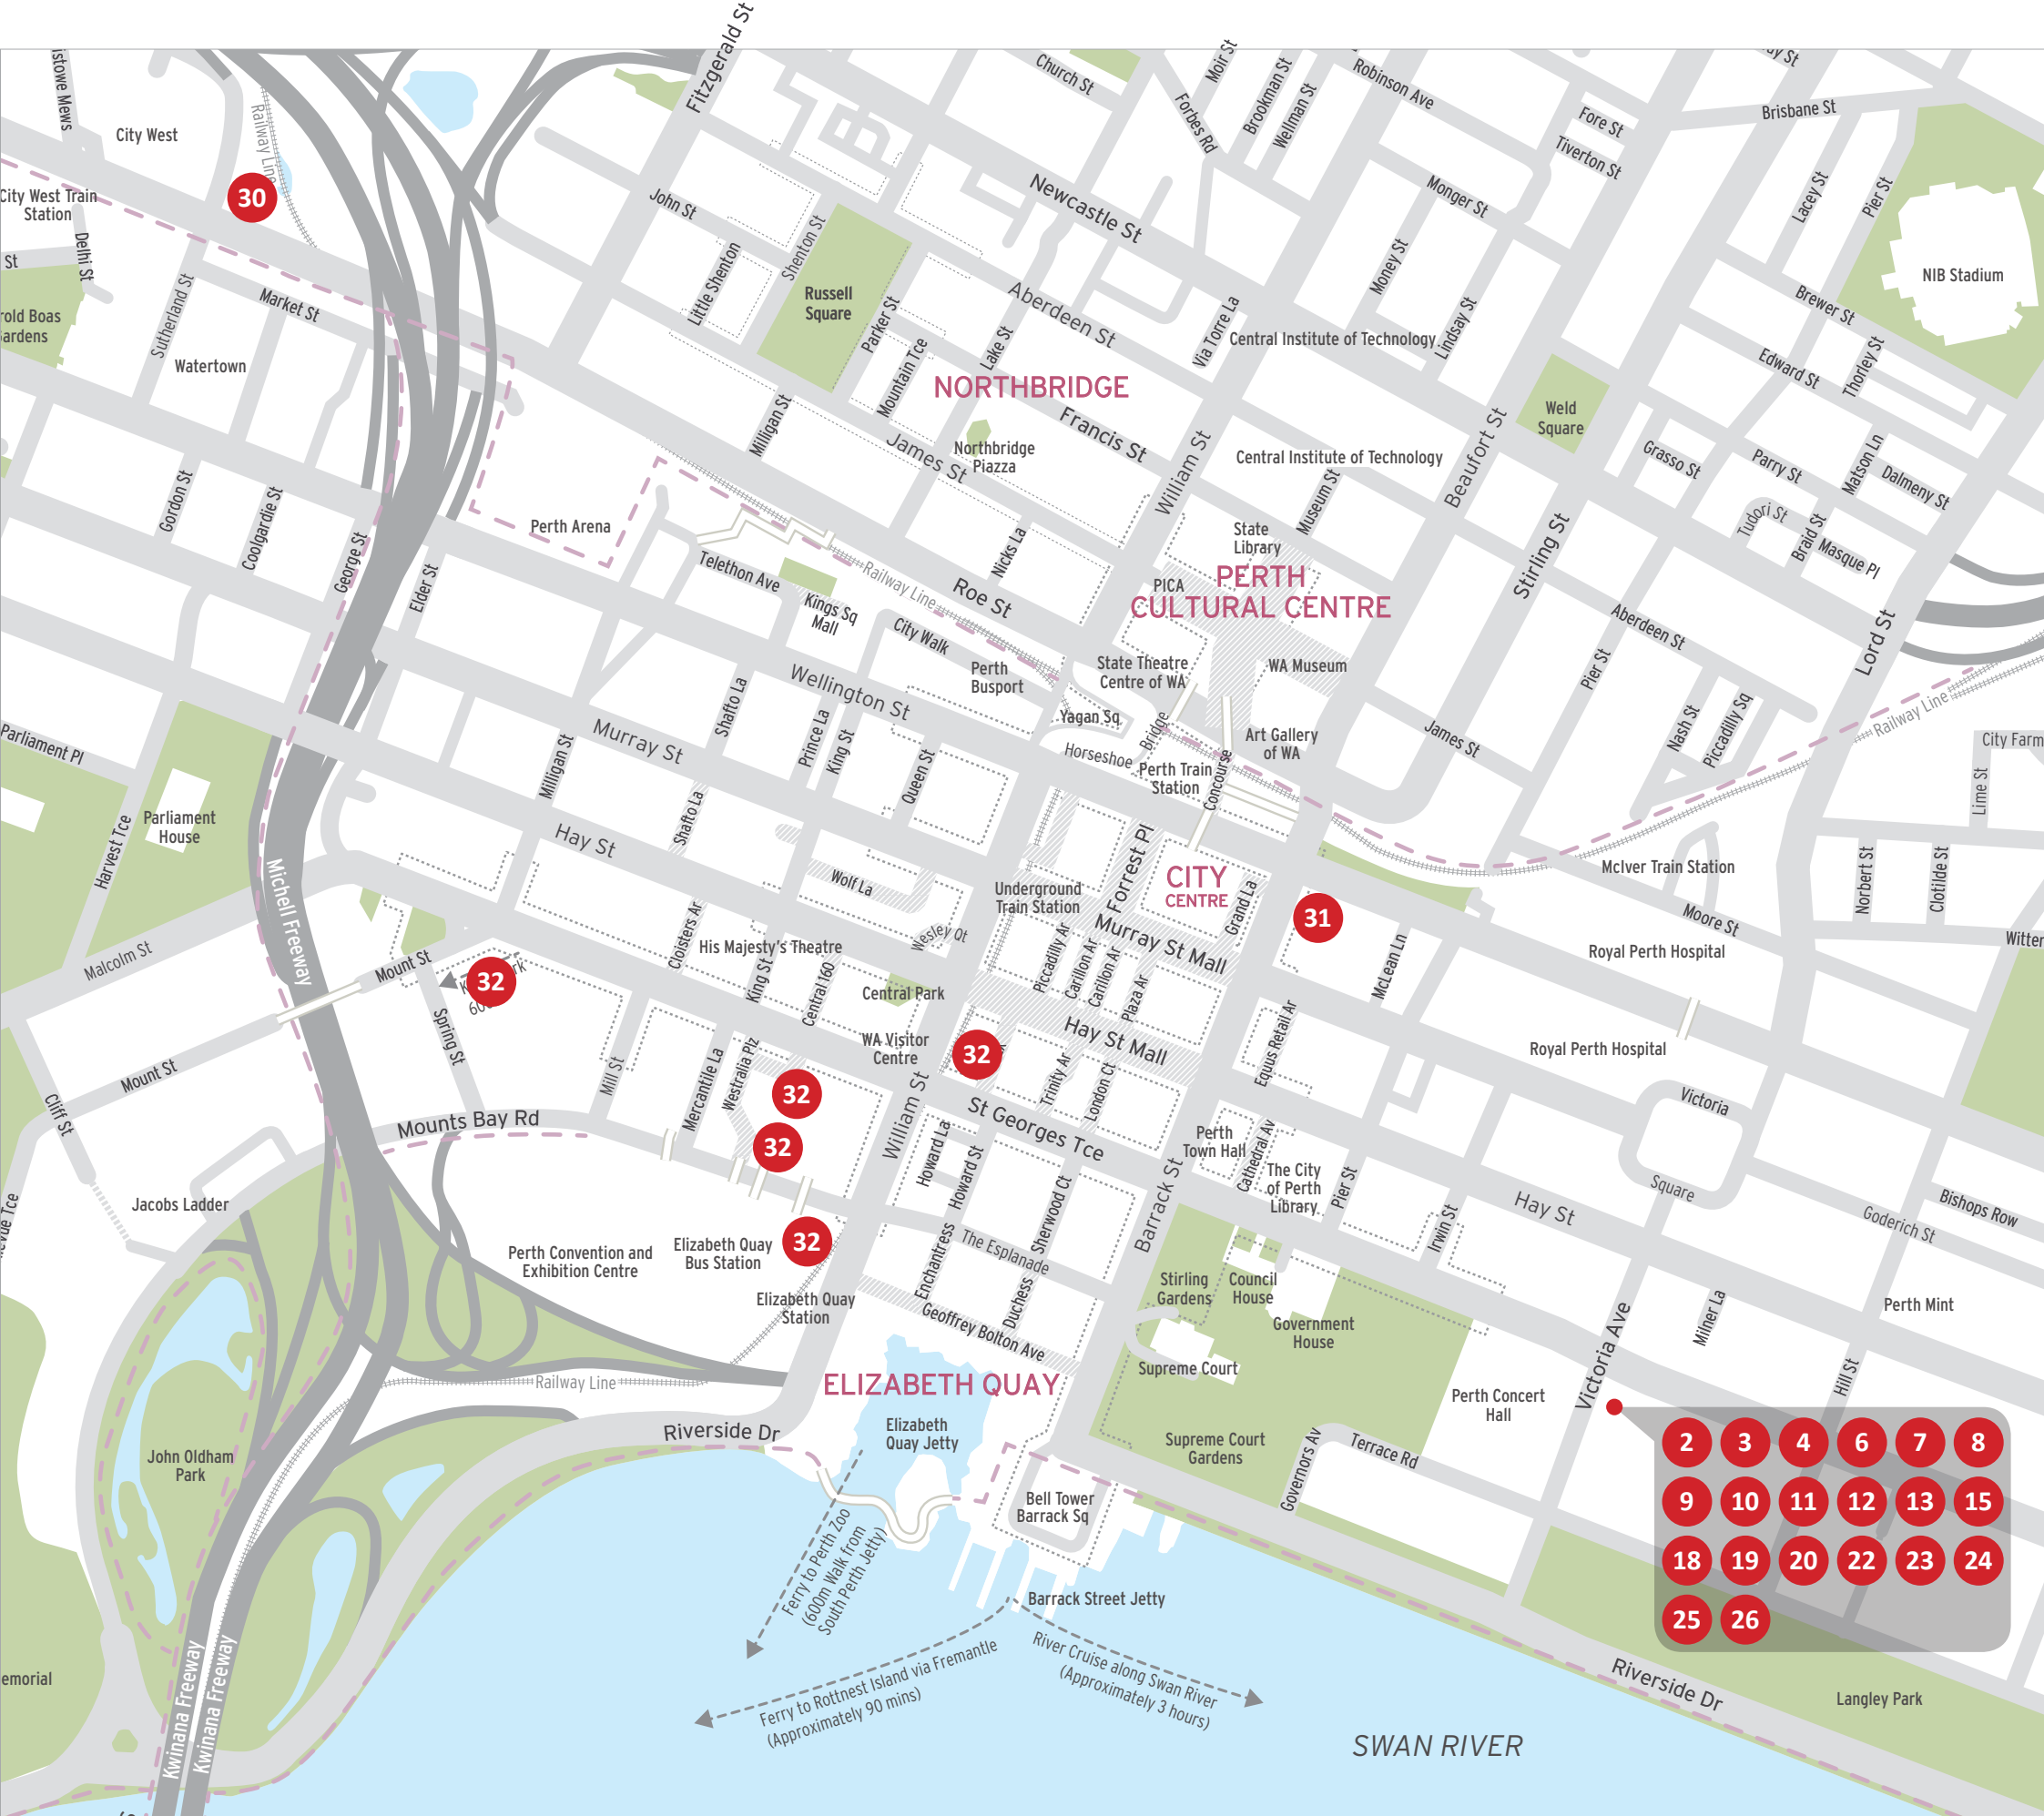 Fitzgerald St
Church St
Moir St
Brookman St
Wellman St
Forbes Rd
Robinson Ave
Fore St
Tiverton St
Brisbane St
Lacey St
Pier St
istowe Mews
City West
Railway Line
30
City West Train
Station
Delhi St
St
John St
Newcastle St
Monger St
Money St
NIB Stadium
Little Shenton
Shenton St
Russell
Square
Parker St
Aberdeen St
Lake St
Via Torre La
Central Institute of Technology
Lindsay St
Brewer St
Edward St
Thorley St
rold Boas
ardens
Sutherland St
Market St
Watertown
Mountain Tce
NORTHBRIDGE
Weld
Square
Milligan St
James St
Francis St
Northbridge
Piazza
William St
Central Institute of Technology
Beaufort St
Museum St
Grasso St
Parry St
Matson Ln
Dalmeny St
Tudori St
Braid St
Masque Pl
Gordon St
Coolgardie St
George St
Elder St
Perth Arena
Telethon Ave
Kings Sq
Mall
Railway Line
Nicks La
Roe St
City Walk
Perth
Busport
State
Library
PICA
PERTH
CULTURAL CENTRE
State Theatre
Centre of WA
WA Museum
Stirling St
Aberdeen St
Pier St
Lord St
Nash St
Piccadilly Sq
Railway Line
City Farm
Lime St
Wellington St
Yagan Sq
Horseshoe
Bridge
Art Gallery
of WA
Perth Train
Station
Concourse
James St
Parliament Pl
Murray St
Shafto La
Prince La
King St
Queen St
Milligan St
Parliament
House
Harvest Tce
Michell Freeway
Hay St
Shafto La
Wolf La
Underground
Train Station
Forrest Pl
CITY
CENTRE
Grand La
31
McIver Train Station
Moore St
Norbert St
Clotilde St
Witter
Malcolm St
Mount St
32
Cloisters Ar
His Majesty's Theatre
Wesley Qt
King St
Central 160
Central Park
Piccadilly Ar
Carillon Ar
Carillon Ar
Plaza Ar
Murray St Mall
McLean Ln
Royal Perth Hospital
Spring St
Mount St
Cliff St
Mill St
Mercantile La
Westralia Plz
WA Visitor
Centre
32
Hay St Mall
Trinity Ar
London Ct
Equus Retail Ar
Royal Perth Hospital
32
32
William St
St Georges Tce
Victoria
Square
Mounts Bay Rd
Howard La
Howard St
Perth
Town Hall
Cathedral Av
The City
of Perth
Library
Pier St
Irwin St
Hay St
Goderich St
Bishops Row
Jacobs Ladder
Perth Convention and
Exhibition Centre
Elizabeth Quay
Bus Station
32
Elizabeth Quay
Station
Enchantress
The Esplanade
Sherwood Ct
Duchess
Geoffrey Bolton Ave
Barrack St
Stirling
Gardens
Council
House
Government
House
Supreme Court
Perth Concert
Hall
Victoria Ave
Milner La
Perth Mint
Hill St
Railway Line
ELIZABETH QUAY
Elizabeth
Quay Jetty
Riverside Dr
Supreme Court
Gardens
Governors Av
Terrace Rd
John Oldham
Park
Bell Tower
Barrack Sq
2 3 4 6 7 8
9 10 11 12 13 15
18 19 20 22 23 24
25 26
Ferry to Perth Zoo
(600m Walk from
South Perth Jetty)
Barrack Street Jetty
Ferry to Rottnest Island via Fremantle
(Approximately 90 mins)
River Cruise along Swan River
(Approximately 3 hours)
Kwinana Freeway
Kwinana Freeway
emorial
Riverside Dr
Langley Park
SWAN RIVER